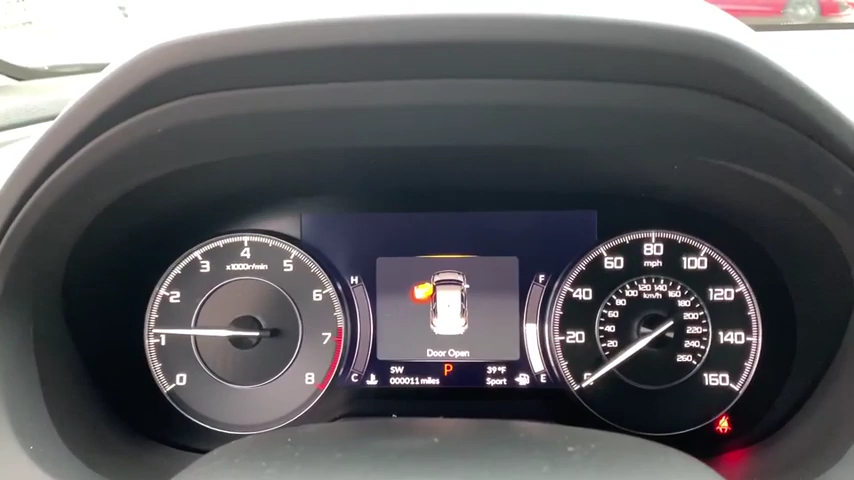 4
x1000r/min
3
5
2
6
1
7
0
8
H
C
F
E
Door Open
SW
P
39°F
000011 miles
Sport
80
mph
60
100
40
120
20
140
0
160
120 140
100
160
km/h
80
180
60
200
40
220
20
240
260